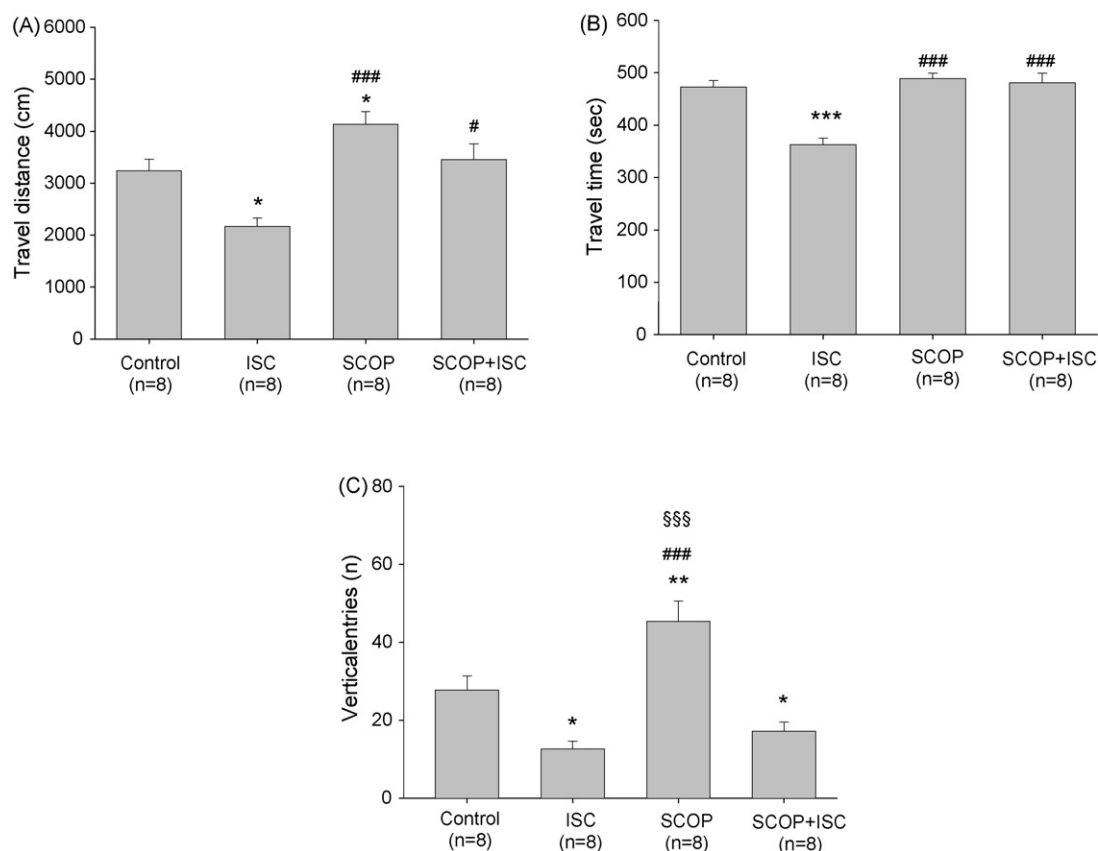 (A)
Travel distance (cm)
6000
5000
4000
3000
2000
1000
0
*
###
*
#
Control
(n=8)
ISC
(n=8)
SCOP
(n=8)
SCOP+ISC
(n=8)
(B)
Travel time (sec)
600
500
400
300
200
100
0
***
###
###
Control
(n=8)
ISC
(n=8)
SCOP
(n=8)
SCOP+ISC
(n=8)
(C)
Verticalentries (n)
80
60
40
20
0
*
§§§
###
**
*
Control
(n=8)
ISC
(n=8)
SCOP
(n=8)
SCOP+ISC
(n=8)